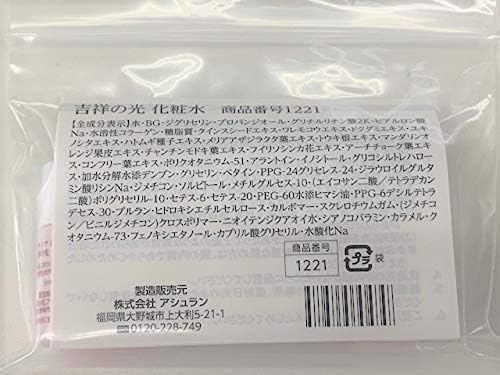 吉祥の光 化粧水　商品番号1221
【全成分表示】水・BG・ジグリセリン・プロパンジオール・グリチルリチン酸2K・ヒアルロン酸
Na・水溶性コラーゲン・糖脂質・クインスシードエキス・ワレモコウエキス・ドクダミエキス・ユキ
ノシタエキス・ハトムギ種子エキス・メリアアザジラクタ葉エキス・トウキ根エキス・マンダリンオ
レンジ果皮エキス・チャンチンモドキ葉エキス・フイリソシンカ花エキス・アーチチョーク葉エキ
ス・コンフリー葉エキス・ポリクオタニウム-51・アラントイン・イノシトール・グリコシルトレハロー
ス・加水分解水添デンプン・グリセリン・ベタイン・PPG-24グリセレス-24・ジラウロイルグルタ
ミン酸リシンNa・ジメチコン・ソルビトール・メチルグルセス-10・(エイコサン二酸／テトラデカン
二酸)ポリグリセリル-10・セテス-6・セテス-20・PEG-60水添ヒマシ油・PPG-6デシルテトラ
デセス-30・プルラン・ヒドロキシエチルセルロース・カルボマー・スクレロチウムガム・(ジメチコ
ン／ビニルジメチコン)クロスポリマー・ニオイテンジクアオイ水・シアノコバラミン・カラメル・ク
オタニウム-73・フェノキシエタノール・カプリル酸グリセリル・水酸化Na
商品番号
1221
プラ
袋
製造販売元
株式会社 アシュラン
福岡県大野城市上大利5-21-1
0120-228-749